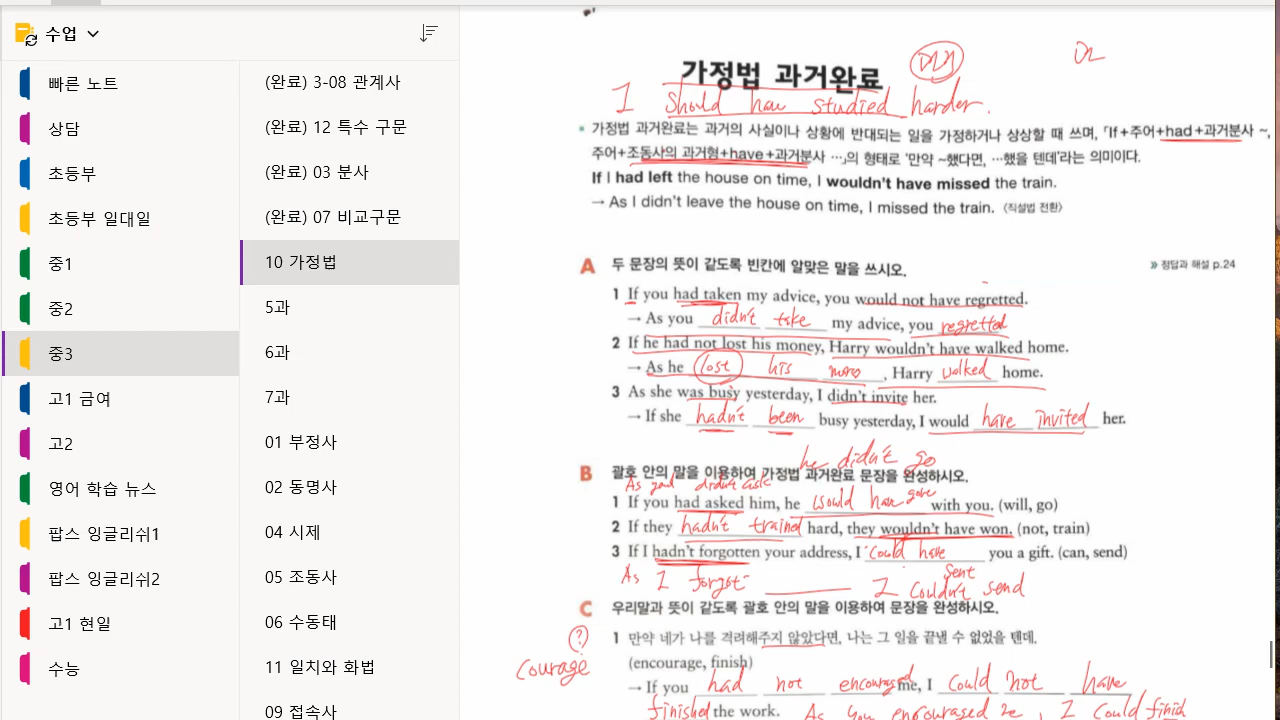 수업
빠른 노트
상담
초등부
초등부 일대일
중1
중2
중3
고1 금여
고2
영어 학습 뉴스
팝스 잉글리쉬1
팝스 잉글리쉬2
고1 현일
수능
(완료) 3-08 관계사
(완료) 12 특수 구문
(완료) 03 분사
(완료) 07 비교구문
10 가정법
5과
6과
7과
01 부정사
02 동명사
04 시제
05 조동사
06 수동태
11 일치와 화법
09 접속사
가정법 과거완료
I should have studied harder.
가정법 과거완료는 과거의 사실이나 상황에 반대되는 일을 가정하거나 상상할 때 쓰며, 「If+주어+had+과거분사 ~,
주어+조동사의 과거형+have+과거분사 …」의 형태로 '만약 ~했다면, …했을 텐데'라는 의미이다.
If I had left the house on time, I wouldn't have missed the train.
→ As I didn't leave the house on time, I missed the train. 〈직설법 전환〉
A 두 문장의 뜻이 같도록 빈칸에 알맞은 말을 쓰시오.
» 정답과 해설 p.24
1 If you had taken my advice, you would not have regretted.
→ As you didn't take my advice, you regretted
2 If he had not lost his money, Harry wouldn't have walked home.
→ As he lost his money, Harry walked home.
3 As she was busy yesterday, I didn't invite her.
→ If she hadn't been busy yesterday, I would have invited her.
he didn't go
B 괄호 안의 말을 이용하여 가정법 과거완료 문장을 완성하시오.
As you didn't ask
1 If you had asked him, he would have gone with you. (will, go)
2 If they hadn't trained hard, they wouldn't have won. (not, train)
3 If I hadn't forgotten your address, I could have sent you a gift. (can, send)
As I forgot I couldn't send
C 우리말과 뜻이 같도록 괄호 안의 말을 이용하여 문장을 완성하시오.
?
courage
1 만약 네가 나를 격려해주지 않았다면, 나는 그 일을 끝낼 수 없었을 텐데.
(encourage, finish)
→ If you had not encouraged me, I could not have
finished the work. As you encouraged me, I could finish